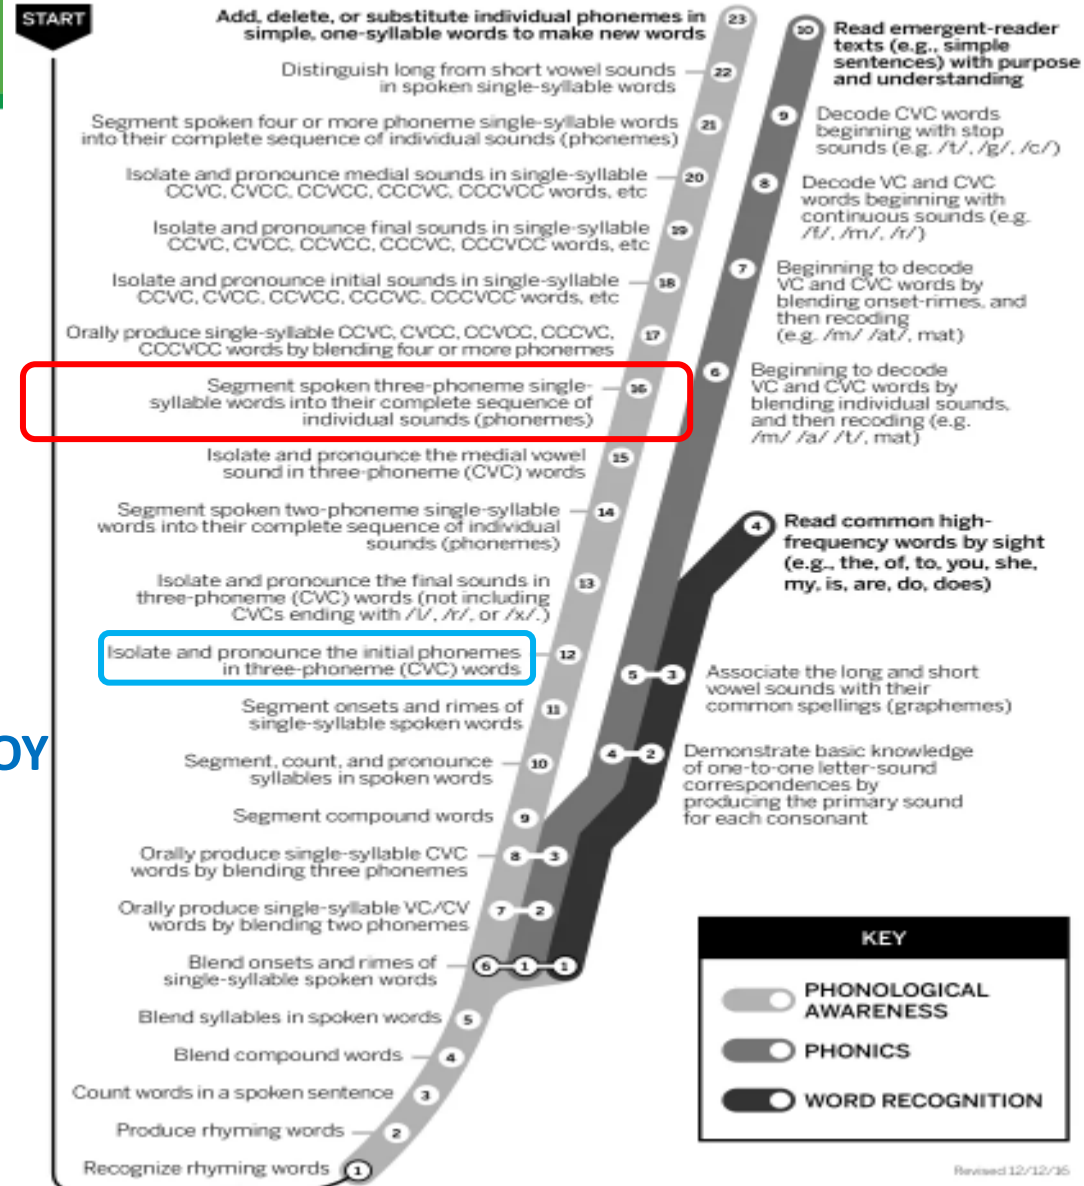 START
Add, delete, or substitute individual phonemes in
simple, one-syllable words to make new words
23
Distinguish long from short vowel sounds
in spoken single-syllable words
22
Segment spoken four or more phoneme single-syllable words
into their complete sequence of individual sounds (phonemes)
21
Isolate and pronounce medial sounds in single-syllable
CCVC, CVCC, CCVCC, CCCVC, CCCVCC words, etc
20
Isolate and pronounce final sounds in single-syllable
CCVC, CVCC, CCVCC, CCCVC, CCCVCC words, etc
19
Isolate and pronounce initial sounds in single-syllable
CCVC, CVCC, CCVCC, CCCVC, CCCVCC words, etc
18
Orally produce single-syllable CCVC, CVCC, CCVCC, CCCVC,
CCCVCC words by blending four or more phonemes
17
Segment spoken three-phoneme single-
syllable words into their complete sequence of
individual sounds (phonemes)
16
Isolate and pronounce the medial vowel
sound in three-phoneme (CVC) words
15
Segment spoken two-phoneme single-syllable
words into their complete sequence of individual
sounds (phonemes)
14
Isolate and pronounce the final sounds in
three-phoneme (CVC) words (not including
CVCs ending with /l/, /r/, or /x/.)
13
Isolate and pronounce the initial phonemes
in three-phoneme (CVC) words
12
Segment onsets and rimes of
single-syllable spoken words
11
OY
Segment, count, and pronounce
syllables in spoken words
10
Segment compound words
9
Orally produce single-syllable CVC
words by blending three phonemes
8 3
Orally produce single-syllable VC/CV
words by blending two phonemes
7 2
Blend onsets and rimes of
single-syllable spoken words
6 1 1
Blend syllables in spoken words
5
Blend compound words
4
Count words in a spoken sentence
3
Produce rhyming words
2
Recognize rhyming words
1
10
Read emergent-reader
texts (e.g., simple
sentences) with purpose
and understanding
9
Decode CVC words
beginning with stop
sounds (e.g. /t/, /g/, /c/)
8
Decode VC and CVC
words beginning with
continuous sounds (e.g.
/f/, /m/, /r/)
7
Beginning to decode
VC and CVC words by
blending onset-rimes, and
then recoding
(e.g. /m/ /at/, mat)
6
Beginning to decode
VC and CVC words by
blending individual sounds,
and then recoding (e.g.
/m/ /a/ /t/, mat)
4
Read common high-
frequency words by sight
(e.g., the, of, to, you, she,
my, is, are, do, does)
5 3
Associate the long and short
vowel sounds with their
common spellings (graphemes)
4 2
Demonstrate basic knowledge
of one-to-one letter-sound
correspondences by
producing the primary sound
for each consonant
KEY
PHONOLOGICAL
AWARENESS
PHONICS
WORD RECOGNITION
Revised 12/12/16